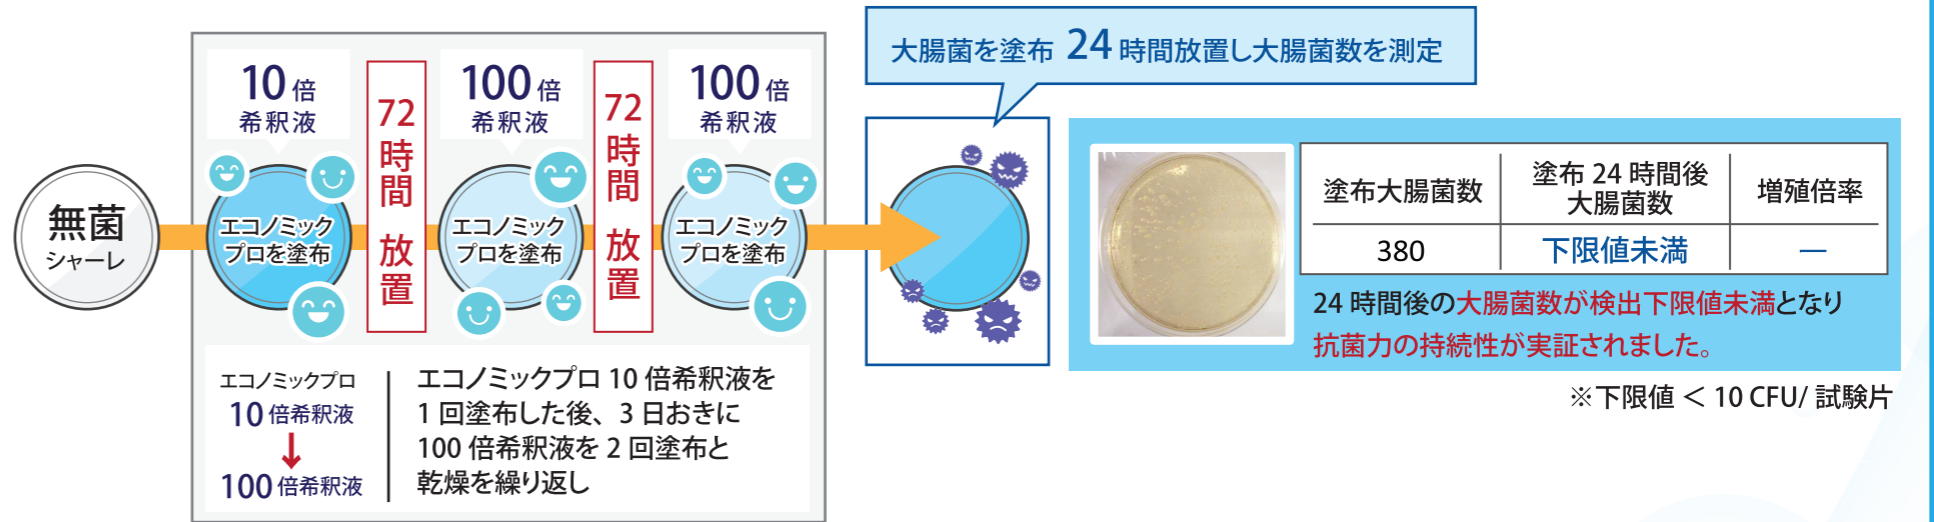 無菌
シャーレ
10倍
希釈液
エコノミック
プロを塗布
72時間 放置
100倍
希釈液
エコノミック
プロを塗布
72時間 放置
100倍
希釈液
エコノミック
プロを塗布
エコノミックプロ
10倍希釈液
↓
100倍希釈液
エコノミックプロ 10 倍希釈液を
1 回塗布した後、3 日おきに
100 倍希釈液を 2 回塗布と
乾燥を繰り返し
大腸菌を塗布 24 時間放置し大腸菌数を測定
塗布大腸菌数
塗布 24 時間後
大腸菌数
増殖倍率
380
下限値未満
—
24 時間後の大腸菌数が検出下限値未満となり
抗菌力の持続性が実証されました。
※下限値 < 10 CFU/ 試験片